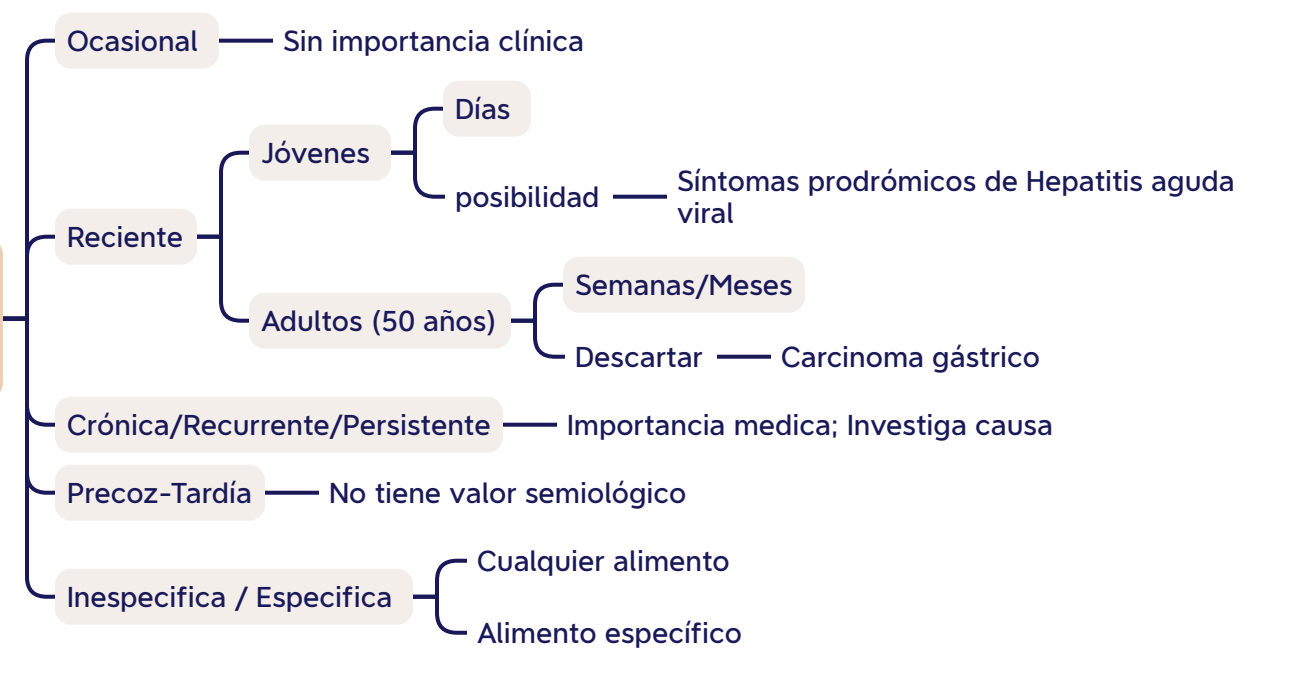 Ocasional
Sin importancia clínica
Reciente
Jóvenes
Días
posibilidad
Síntomas prodrómicos de Hepatitis aguda
viral
Adultos (50 años)
Semanas/Meses
Descartar
Carcinoma gástrico
Crónica/Recurrente/Persistente
Importancia medica; Investiga causa
Precoz-Tardía
No tiene valor semiológico
Inespecifica / Especifica
Cualquier alimento
Alimento específico